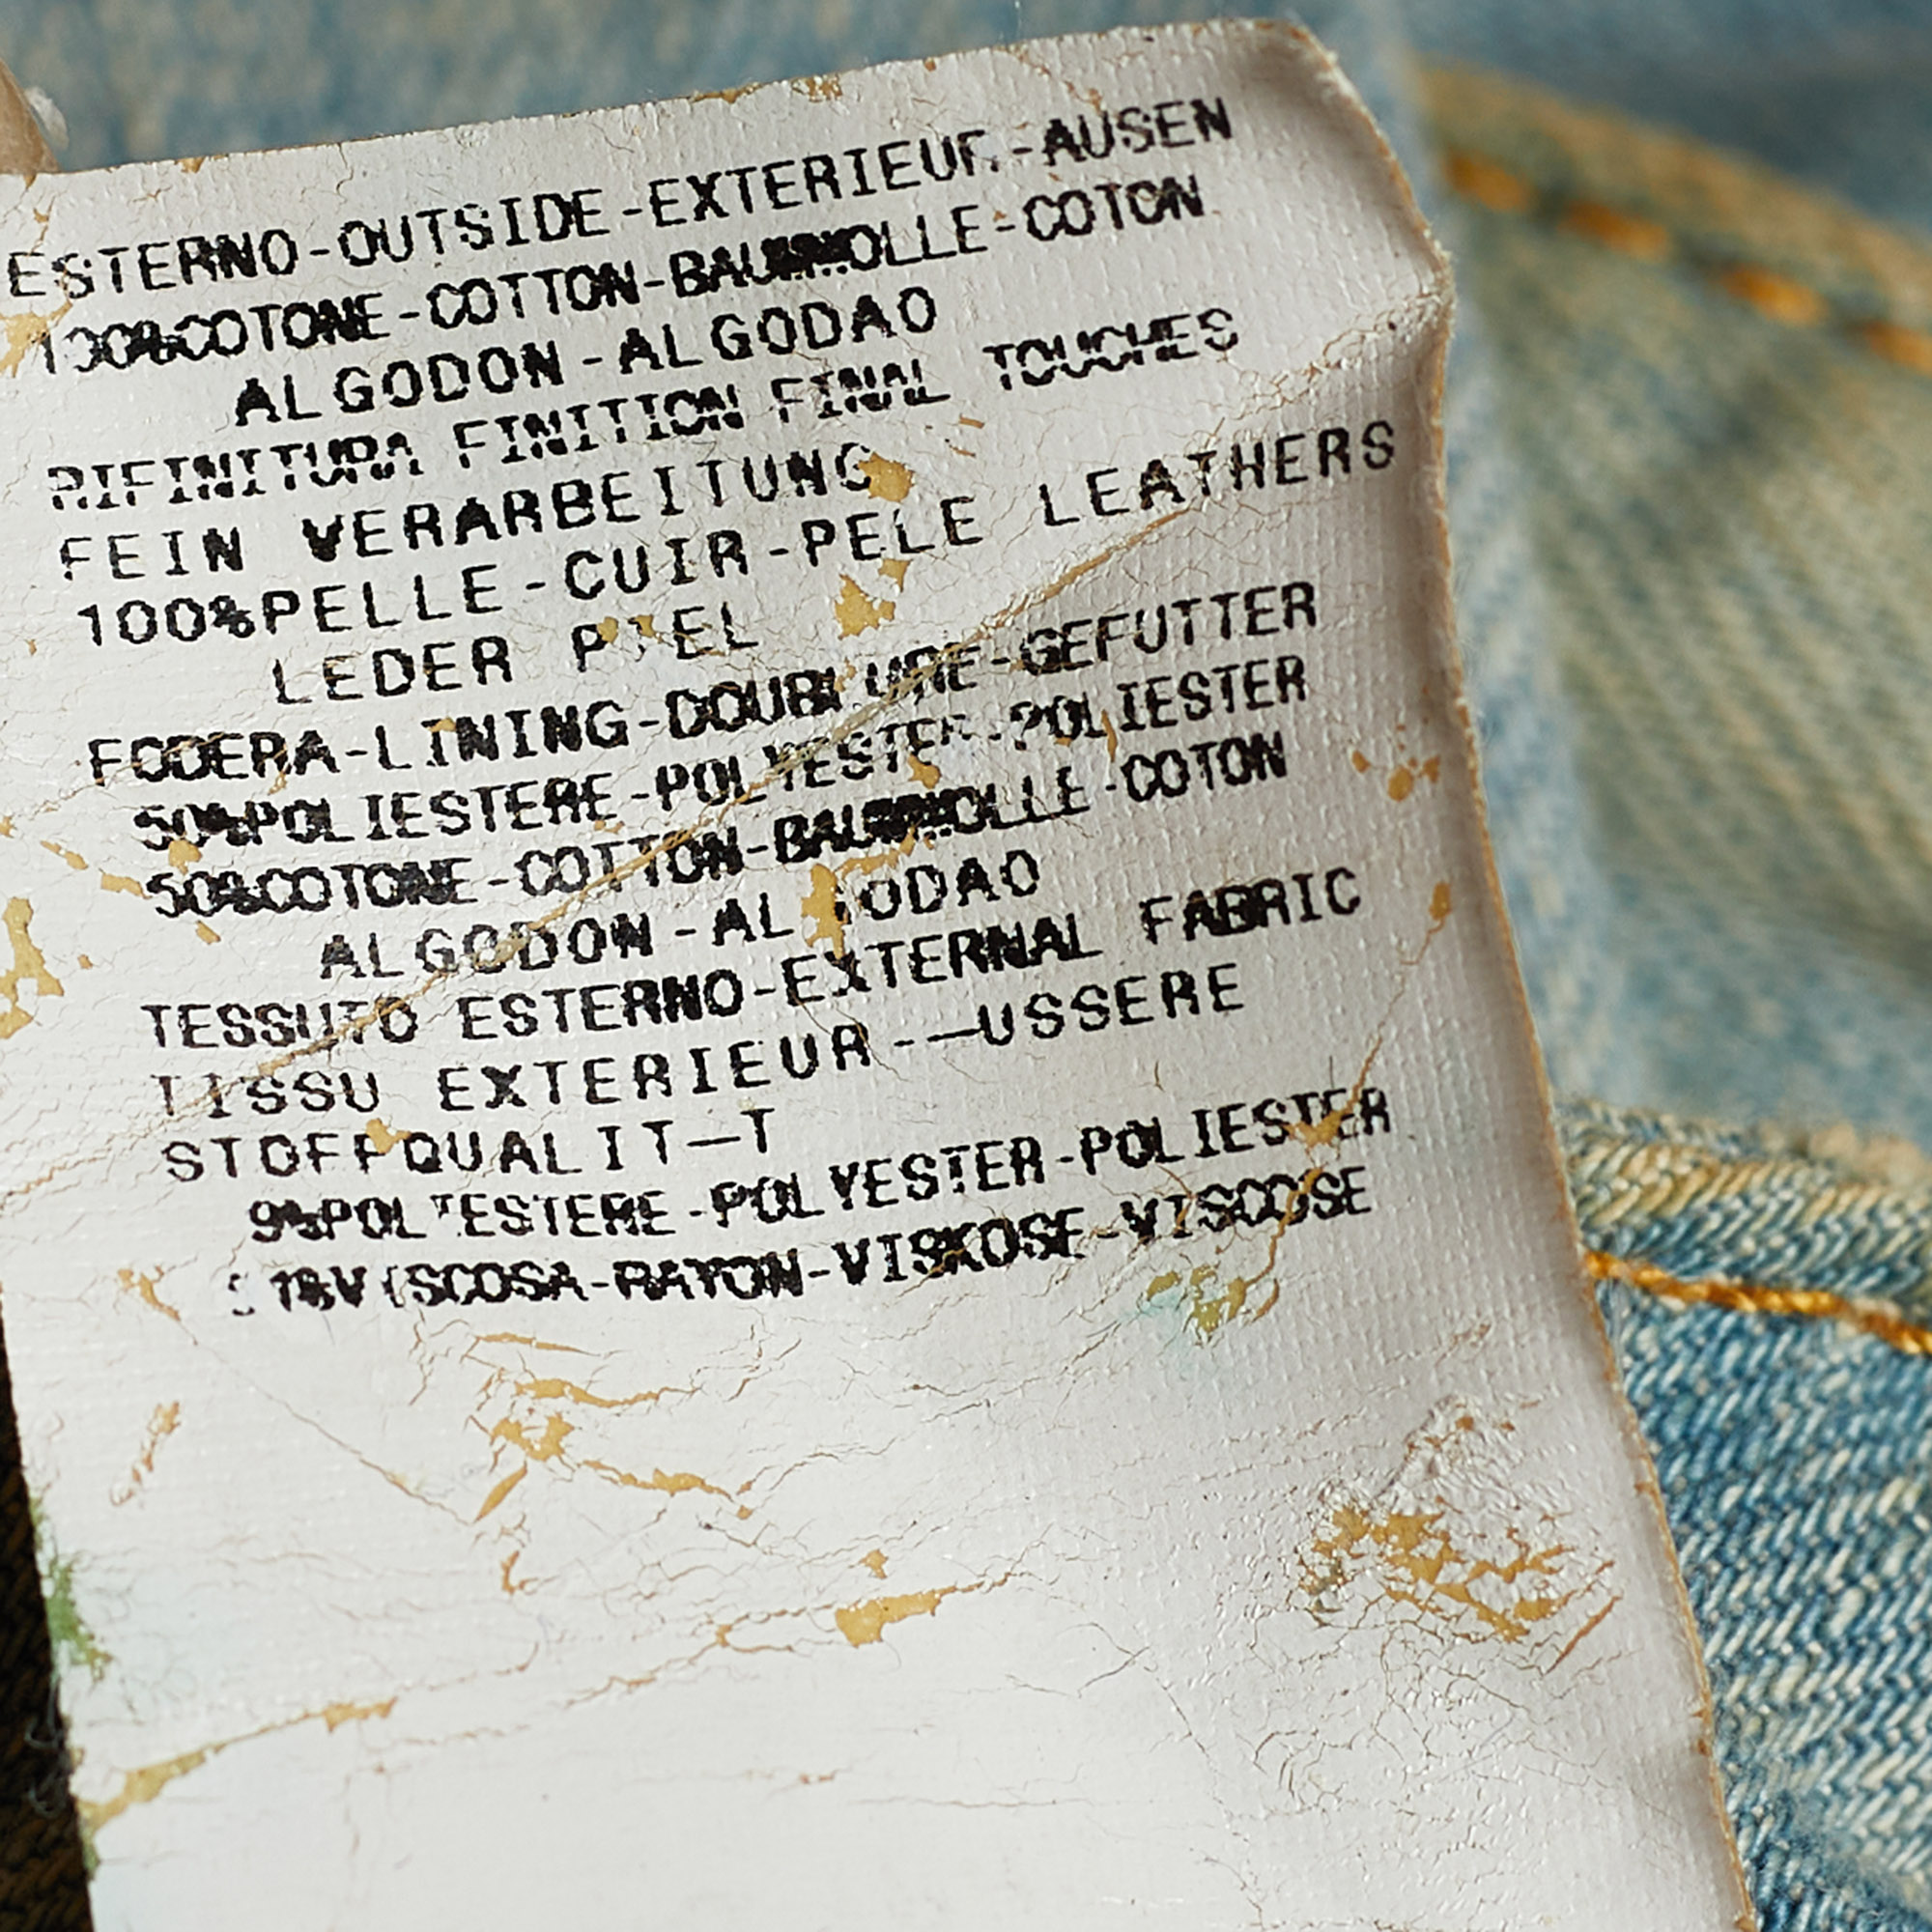 ESTERNO-OUTSIDE-EXTERIEUR-AUSEN
100%COTONE-COTTON-BAUMWOLLE-COTON
ALGODON-ALGODAO
RIFINITURA FINITION FINAL TOUCHES
FEIN VERARBEITUNG
100%PELLE-CUIR-PELE LEATHERS
LEDER PIEL
FODERA-LINING-DOUBLURE-GEFUTTER
50%POLIESTERE-POLYESTER-POLIESTER
50%COTONE-COTTON-BAUMWOLLE-COTON
ALGODON-ALGODAO
TESSUTO ESTERNO-EXTERNAL FABRIC
TISSU EXTERIEUR--—USSERE
STOFFQUALIT—T
9%POLIESTERE-POLYESTER-POLIESTER
VISCOSA-RAYON-VISKOSE-VISCOSE